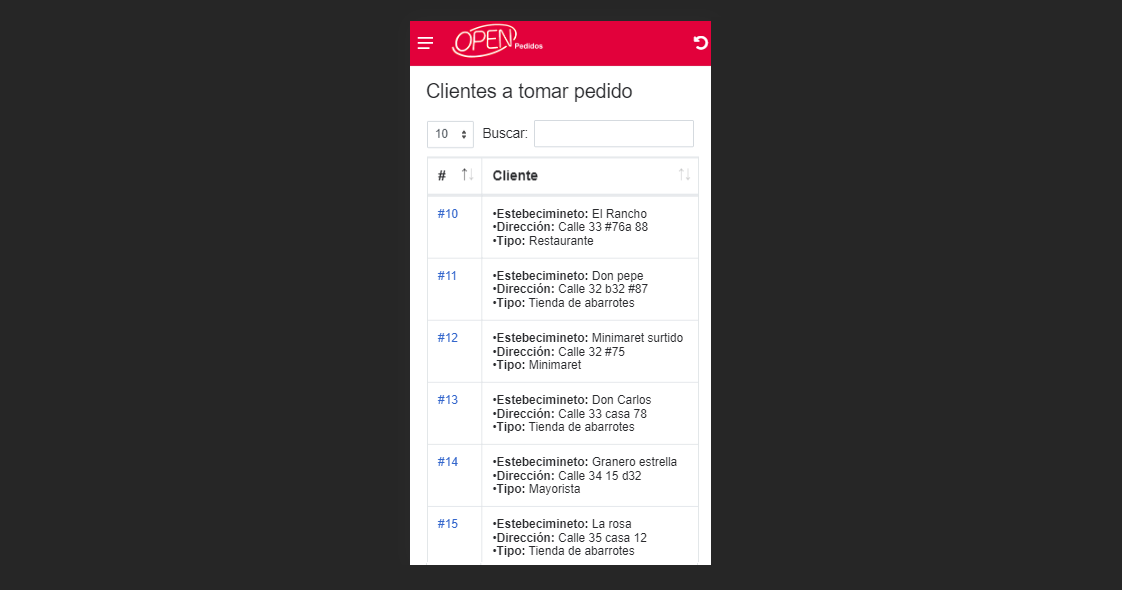 OPEN Pedidos
Clientes a tomar pedido
10 Buscar:
# Cliente
#10 •Estebecimineto: El Rancho
•Dirección: Calle 33 #76a 88
•Tipo: Restaurante
#11 •Estebecimineto: Don pepe
•Dirección: Calle 32 b32 #87
•Tipo: Tienda de abarrotes
#12 •Estebecimineto: Minimaret surtido
•Dirección: Calle 32 #75
•Tipo: Minimaret
#13 •Estebecimineto: Don Carlos
•Dirección: Calle 33 casa 78
•Tipo: Tienda de abarrotes
#14 •Estebecimineto: Granero estrella
•Dirección: Calle 34 15 d32
•Tipo: Mayorista
#15 •Estebecimineto: La rosa
•Dirección: Calle 35 casa 12
•Tipo: Tienda de abarrotes